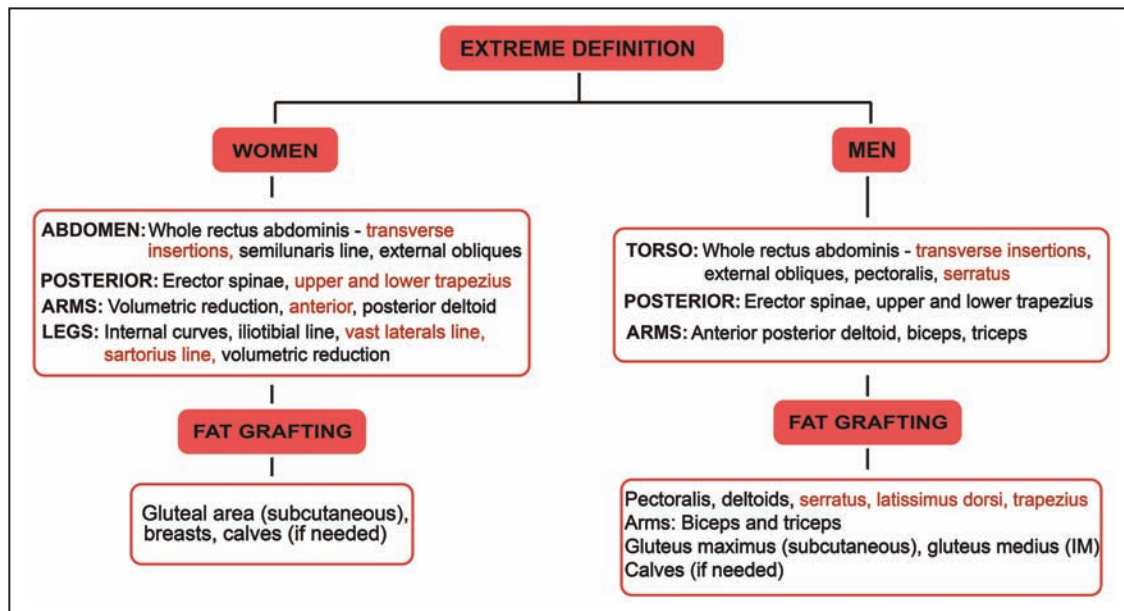 EXTREME DEFINITION
WOMEN
ABDOMEN: Whole rectus abdominis - transverse
insertions, semilunaris line, external obliques
POSTERIOR: Erector spinae, upper and lower trapezius
ARMS: Volumetric reduction, anterior, posterior deltoid
LEGS: Internal curves, iliotibial line, vast laterals line,
sartorius line, volumetric reduction
FAT GRAFTING
Gluteal area (subcutaneous),
breasts, calves (if needed)
MEN
TORSO: Whole rectus abdominis - transverse insertions,
external obliques, pectoralis, serratus
POSTERIOR: Erector spinae, upper and lower trapezius
ARMS: Anterior posterior deltoid, biceps, triceps
FAT GRAFTING
Pectoralis, deltoids, serratus, latissimus dorsi, trapezius
Arms: Biceps and triceps
Gluteus maximus (subcutaneous), gluteus medius (IM)
Calves (if needed)